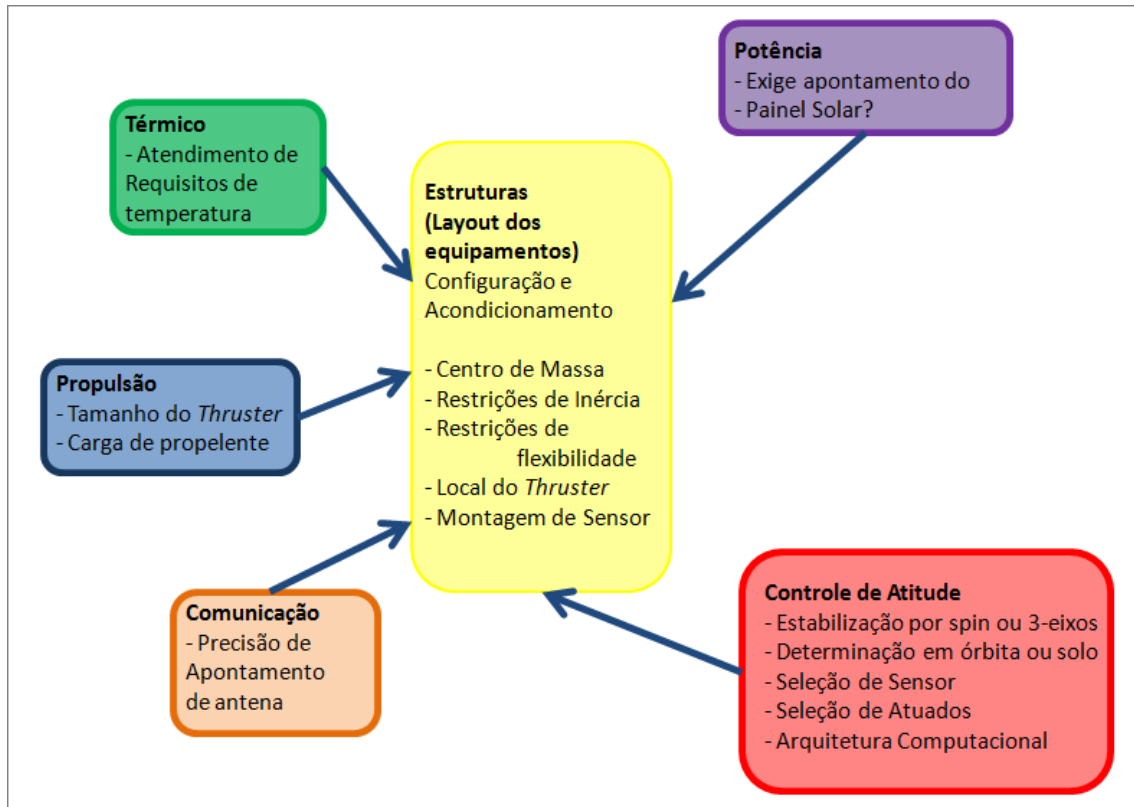 Potência
- Exige apontamento do
- Painel Solar?
Térmico
- Atendimento de
Requisitos de
temperatura
Estruturas
(Layout dos
equipamentos)
Configuração e
Acondicionamento
- Centro de Massa
- Restrições de Inércia
- Restrições de
flexibilidade
- Local do Thruster
- Montagem de Sensor
Propulsão
- Tamanho do Thruster
- Carga de propelente
Comunicação
- Precisão de
Apontamento
de antena
Controle de Atitude
- Estabilização por spin ou 3-eixos
- Determinação em órbita ou solo
- Seleção de Sensor
- Seleção de Atuados
- Arquitetura Computacional